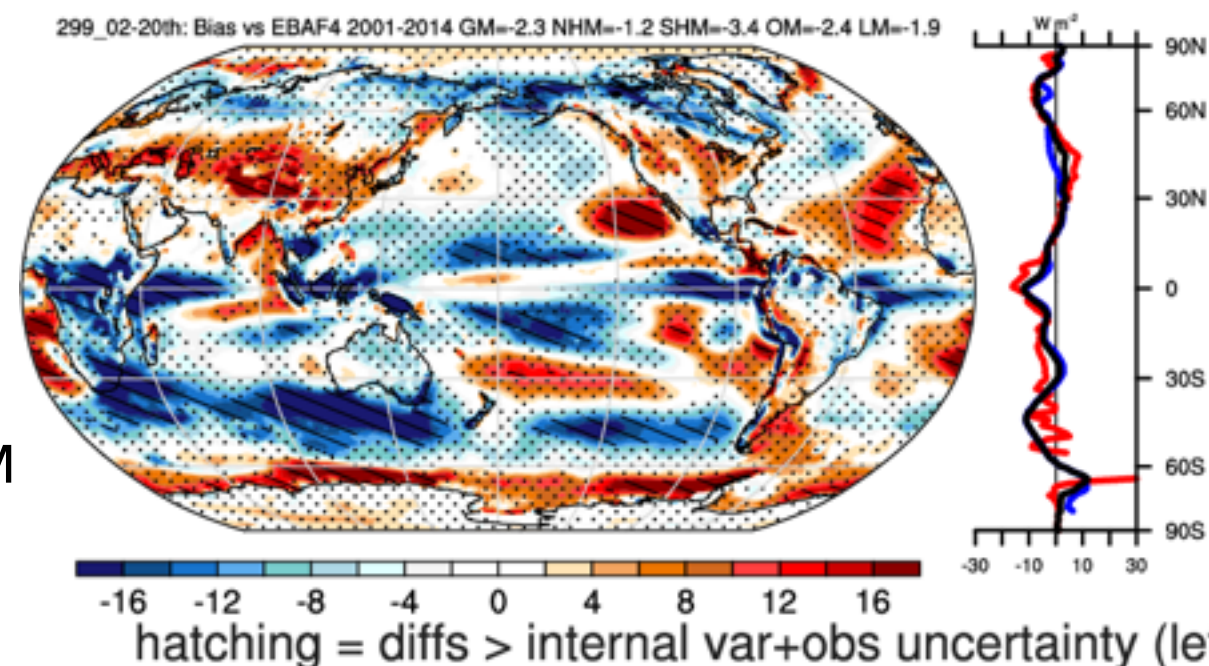 299_02-20th: Bias vs EBAF4 2001-2014 GM=-2.3 NHM=-1.2 SHM=-3.4 OM=-2.4 LM=-1.9
W m-2
90N
60N
30N
0
30S
60S
90S
-30 -10 10 30
M
-16 -12 -8 -4 0 4 8 12 16
hatching = diffs > internal var+obs uncertainty (le